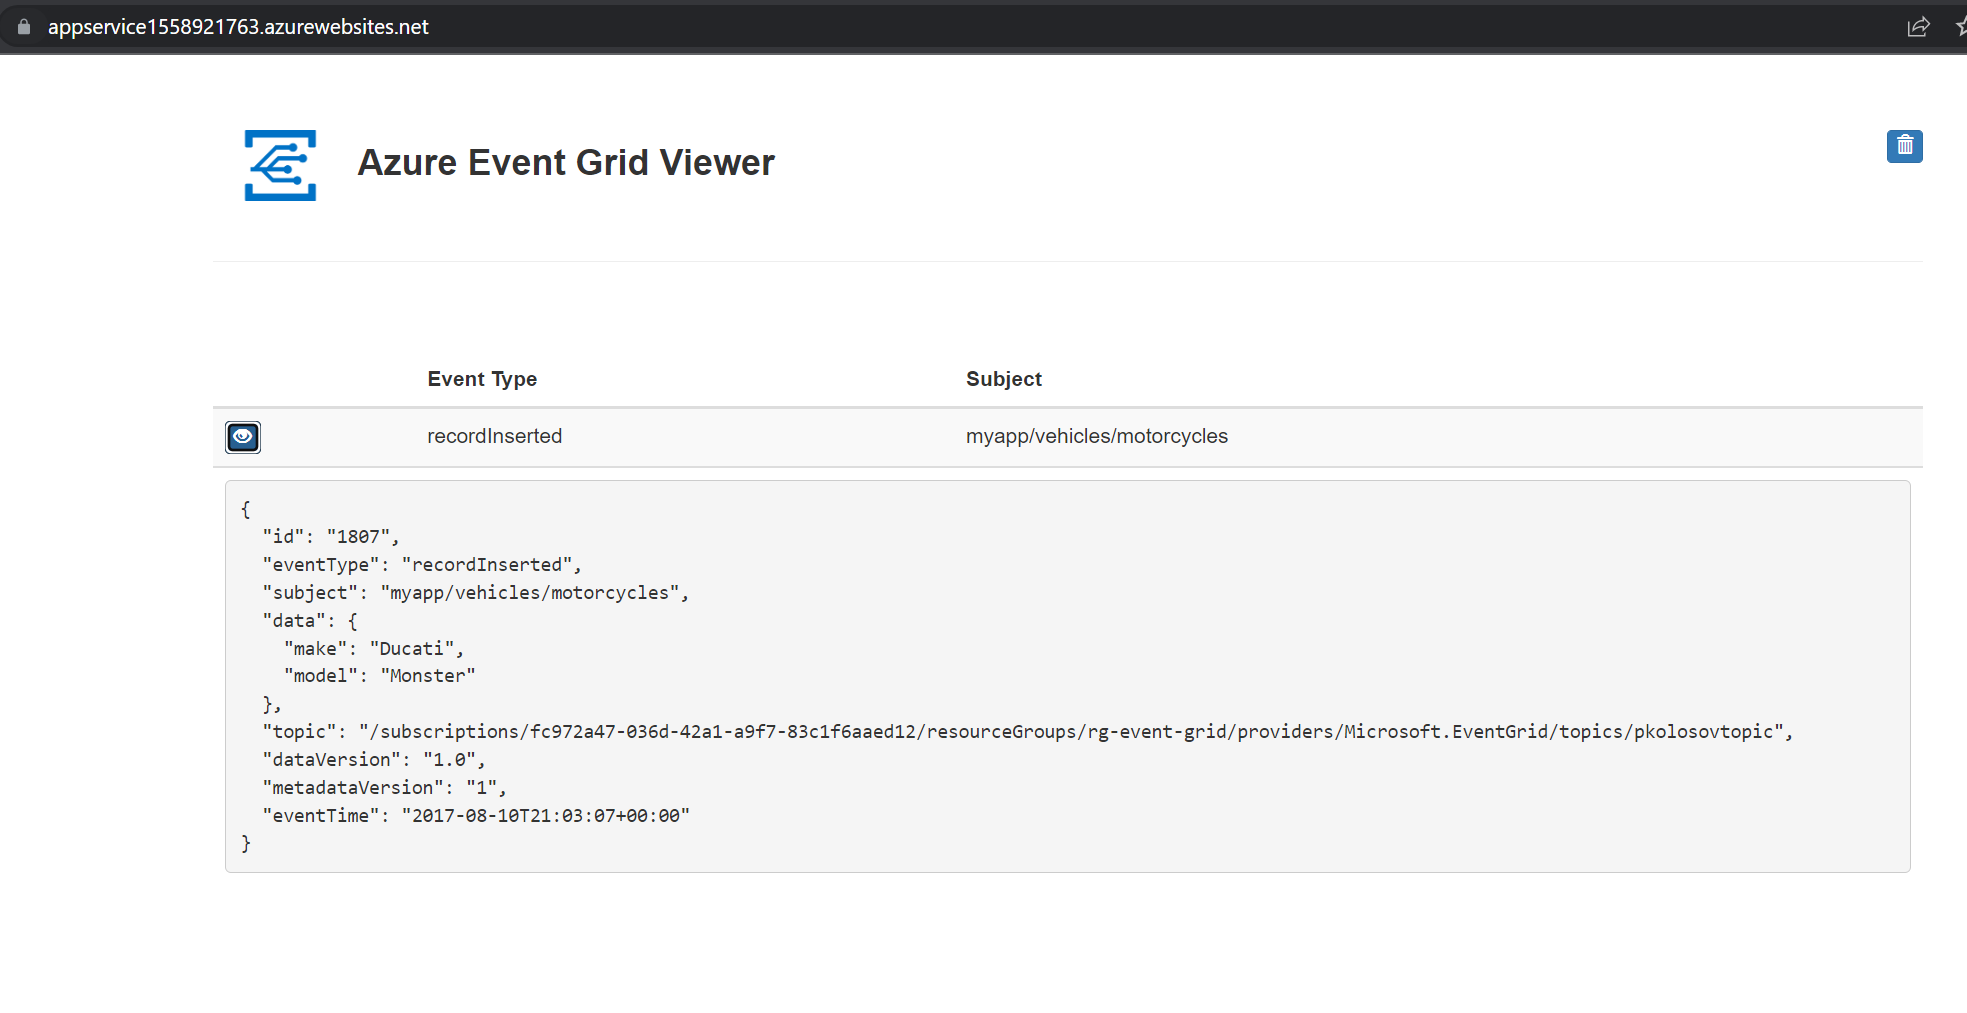 appservice1558921763.azurewebsites.net
Azure Event Grid Viewer
Event Type Subject
recordInserted myapp/vehicles/motorcycles
{
  "id": "1807",
  "eventType": "recordInserted",
  "subject": "myapp/vehicles/motorcycles",
  "data": {
    "make": "Ducati",
    "model": "Monster"
  },
  "topic": "/subscriptions/fc972a47-036d-42a1-a9f7-83c1f6aaed12/resourceGroups/rg-event-grid/providers/Microsoft.EventGrid/topics/pkolosovtopic",
  "dataVersion": "1.0",
  "metadataVersion": "1",
  "eventTime": "2017-08-10T21:03:07+00:00"
}